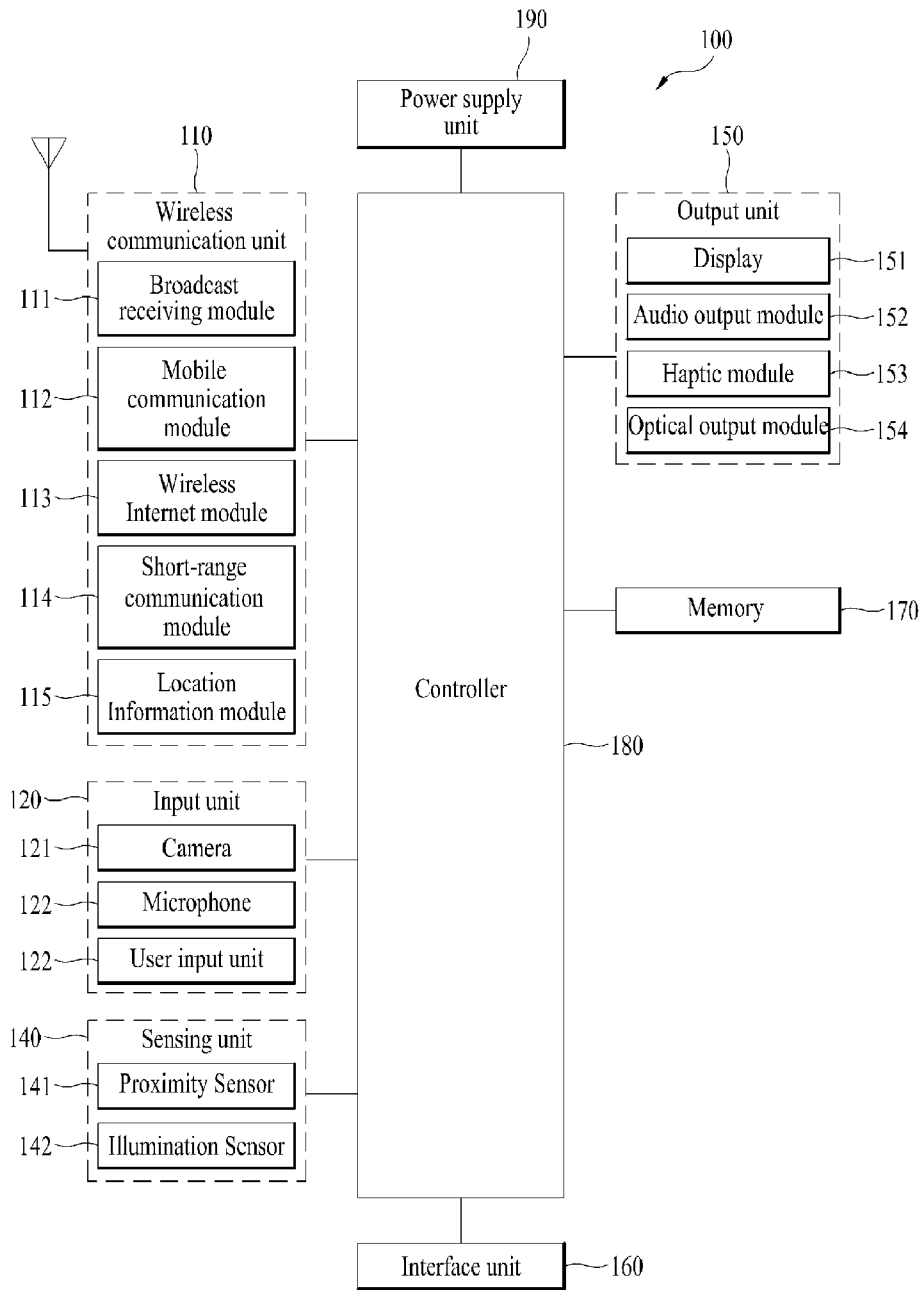 190
100
Power supply
unit
110
Wireless
communication unit
111
Broadcast
receiving module
112
Mobile
communication
module
113
Wireless
Internet module
114
Short-range
communication
module
115
Location
Information module
120
Input unit
121
Camera
122
Microphone
122
User input unit
140
Sensing unit
141
Proximity Sensor
142
Illumination Sensor
Controller
180
150
Output unit
Display
151
Audio output module
152
Haptic module
153
Optical output module
154
Memory
170
Interface unit
160